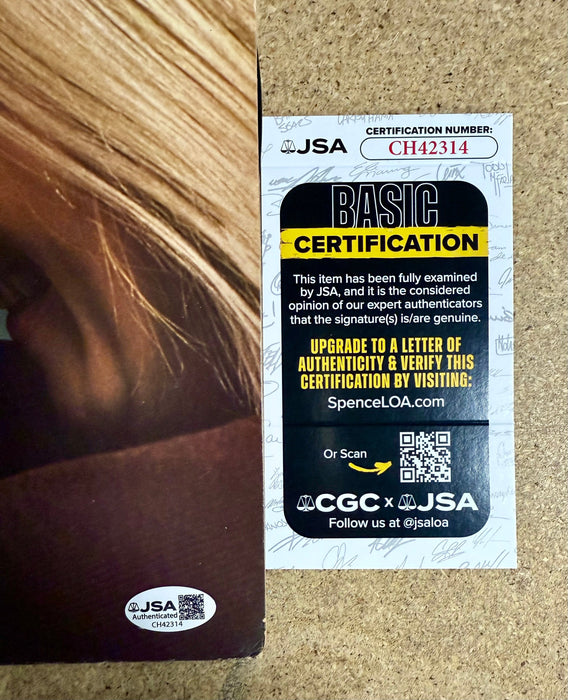 JSA
CERTIFICATION NUMBER:
CH42314
BASIC
CERTIFICATION
This item has been fully examined
by JSA, and it is the considered
opinion of our expert authenticators
that the signature(s) is/are genuine.
UPGRADE TO A LETTER OF
AUTHENTICITY & VERIFY THIS
CERTIFICATION BY VISITING:
SpenceLOA.com
Or Scan
CGC x JSA
Follow us at @jsaloa
JSA
Authenticated
CH42314